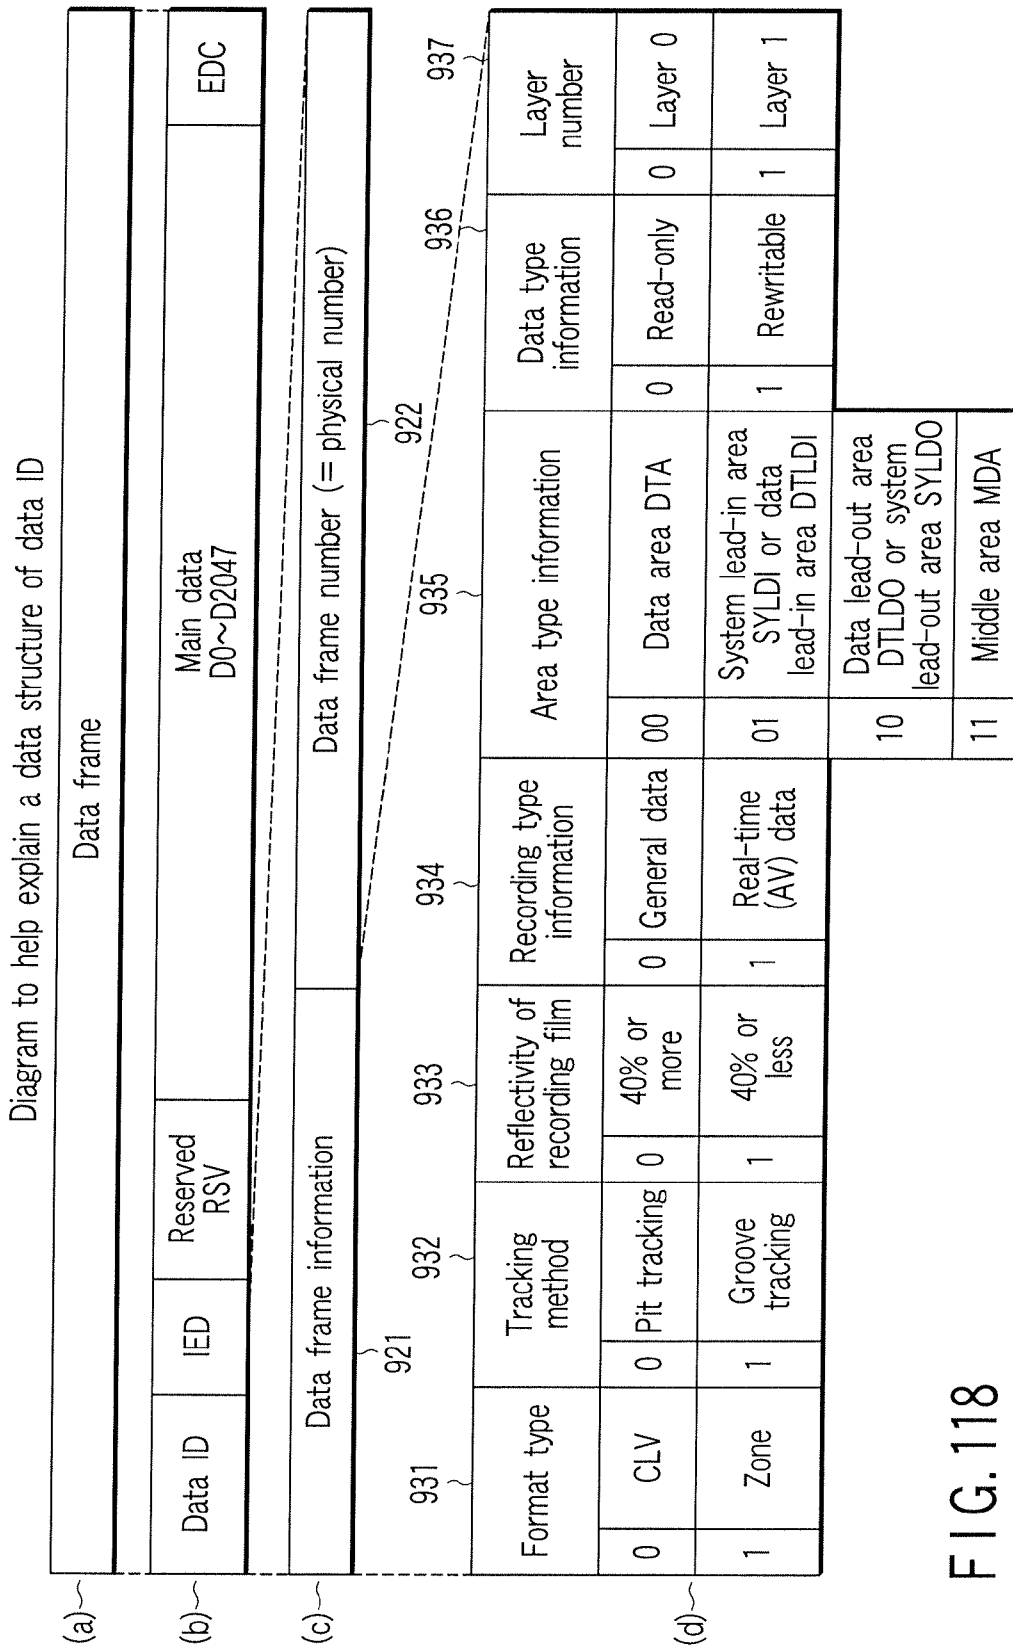 Diagram to help explain a data structure of data ID
(a)
Data frame
(b)
Data ID
IED
Reserved
RSV
Main data
D0~D2047
EDC
(c)
Data frame information
Data frame number (= physical number)
921
922
931
932
933
934
935
936
937
(d)
Format type
Tracking
method
Reflectivity of
recording film
Recording type
information
Area type information
Data type
information
Layer
number
0
CLV
0
Pit tracking
0
40% or
more
0
General data
00
Data area DTA
0
Read-only
0
Layer 0
1
Zone
1
Groove
tracking
1
40% or
less
1
Real-time
(AV) data
01
System lead-in area
SYLDI or data
lead-in area DTLDI
1
Rewritable
1
Layer 1
10
Data lead-out area
DTLDO or system
lead-out area SYLDO
11
Middle area MDA
FIG. 118